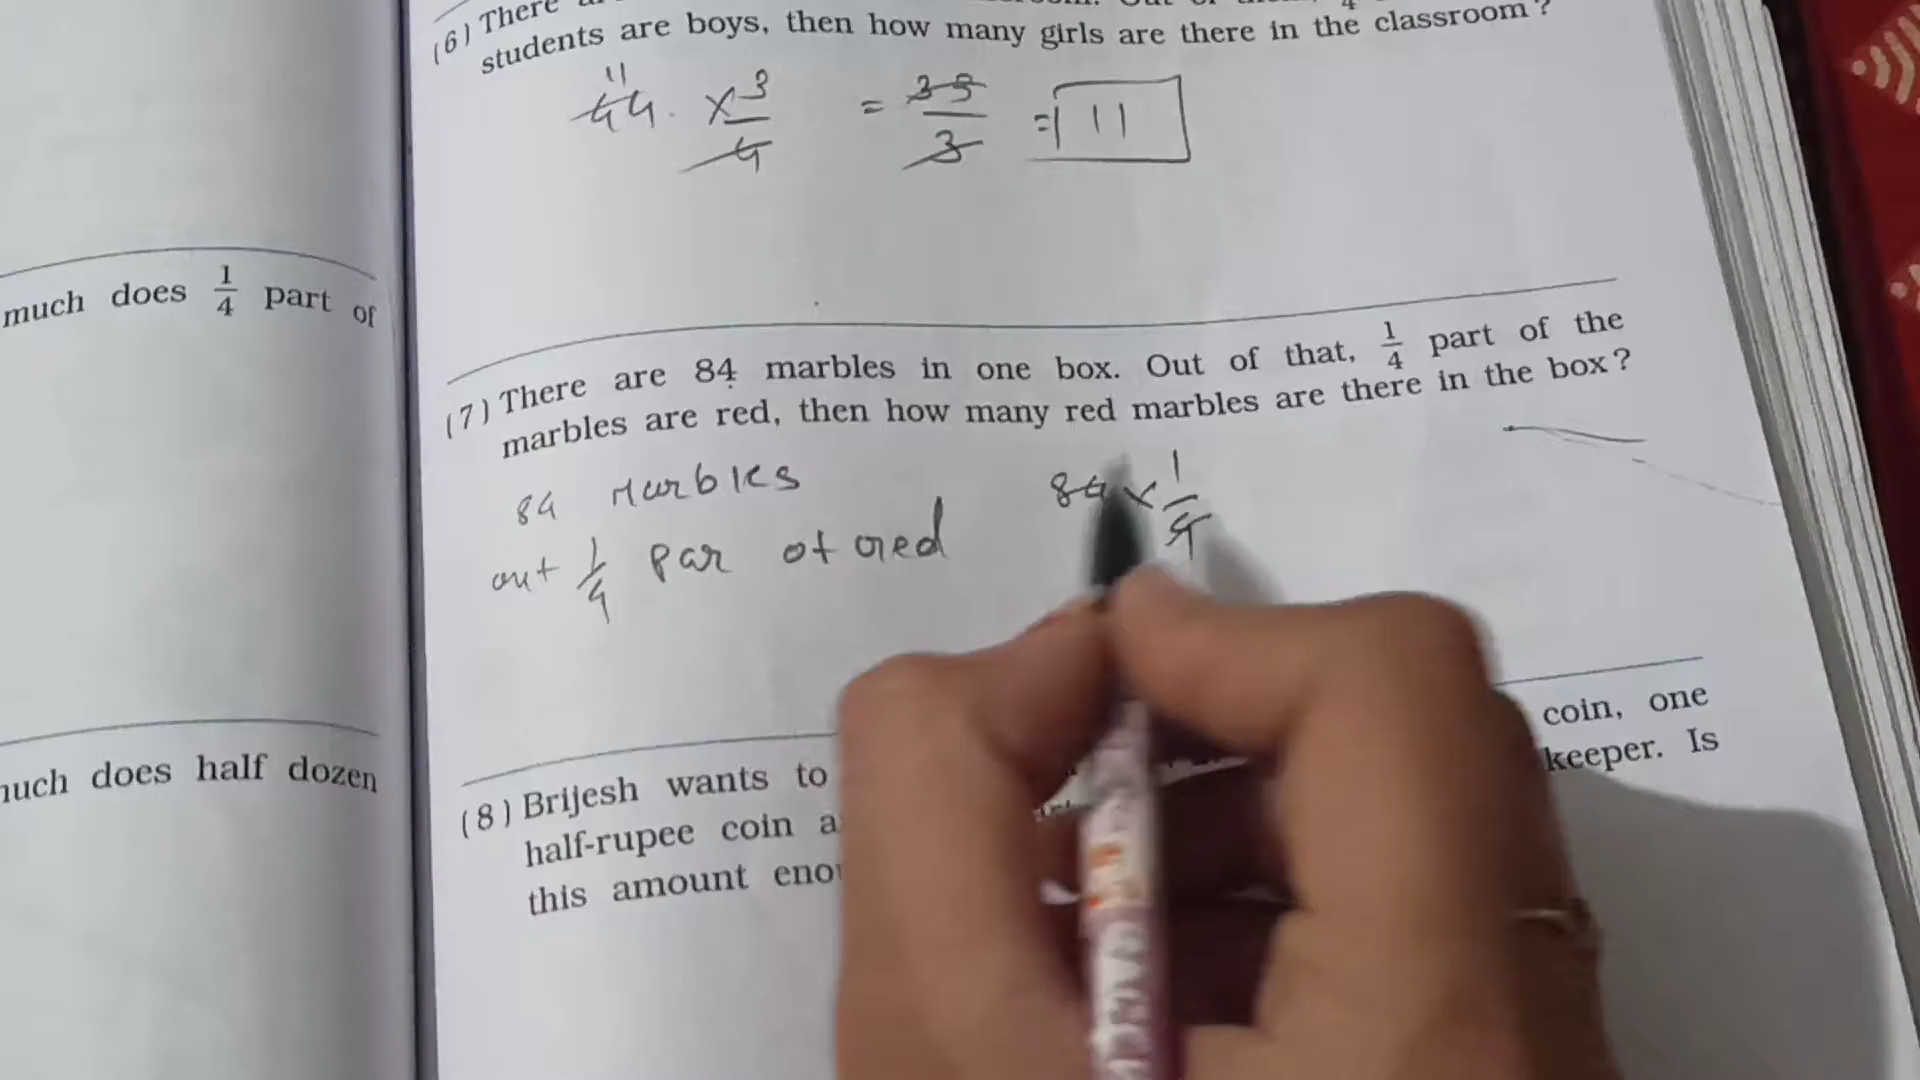 much does 1/4 part of
much does half dozen
(6) There
students are boys, then how many girls are there in the classroom?
11
44 × 3/4 = 33/3 = 11
(7) There are 84 marbles in one box. Out of that, 1/4 part of the
marbles are red, then how many red marbles are there in the box?
84 Marbles
84 × 1/4
out 1/4 par of red
(8) Brijesh wants to coin, one
half-rupee coin keeper. Is
this amount